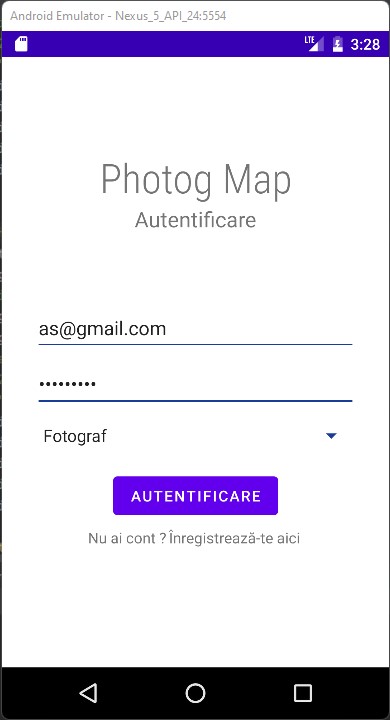 Android Emulator - Nexus_5_API_24:5554
LTE 3:28
Photog Map
Autentificare
as@gmail.com
•••••••••
Fotograf
AUTENTIFICARE
Nu ai cont ? Înregistrează-te aici